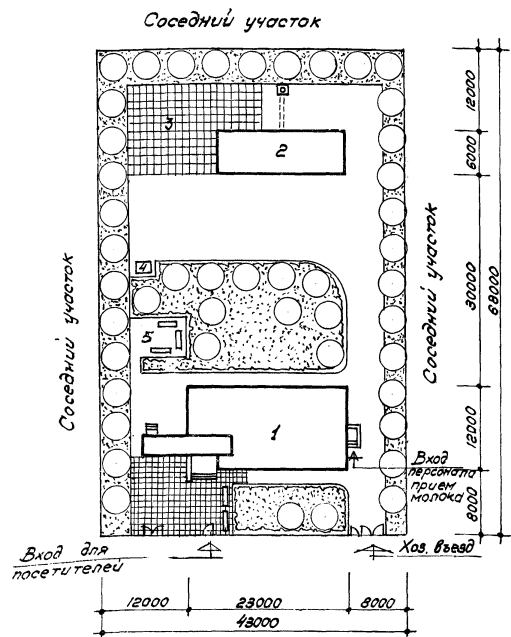 Соседний участок
3
2
12000
6000
4
5
Соседний участок
Соседний участок
30000
68000
1
12000
Вход
персонала
прием
молока
8000
Вход для
посетителей
Хоз. въезд
12000
23000
8000
43000